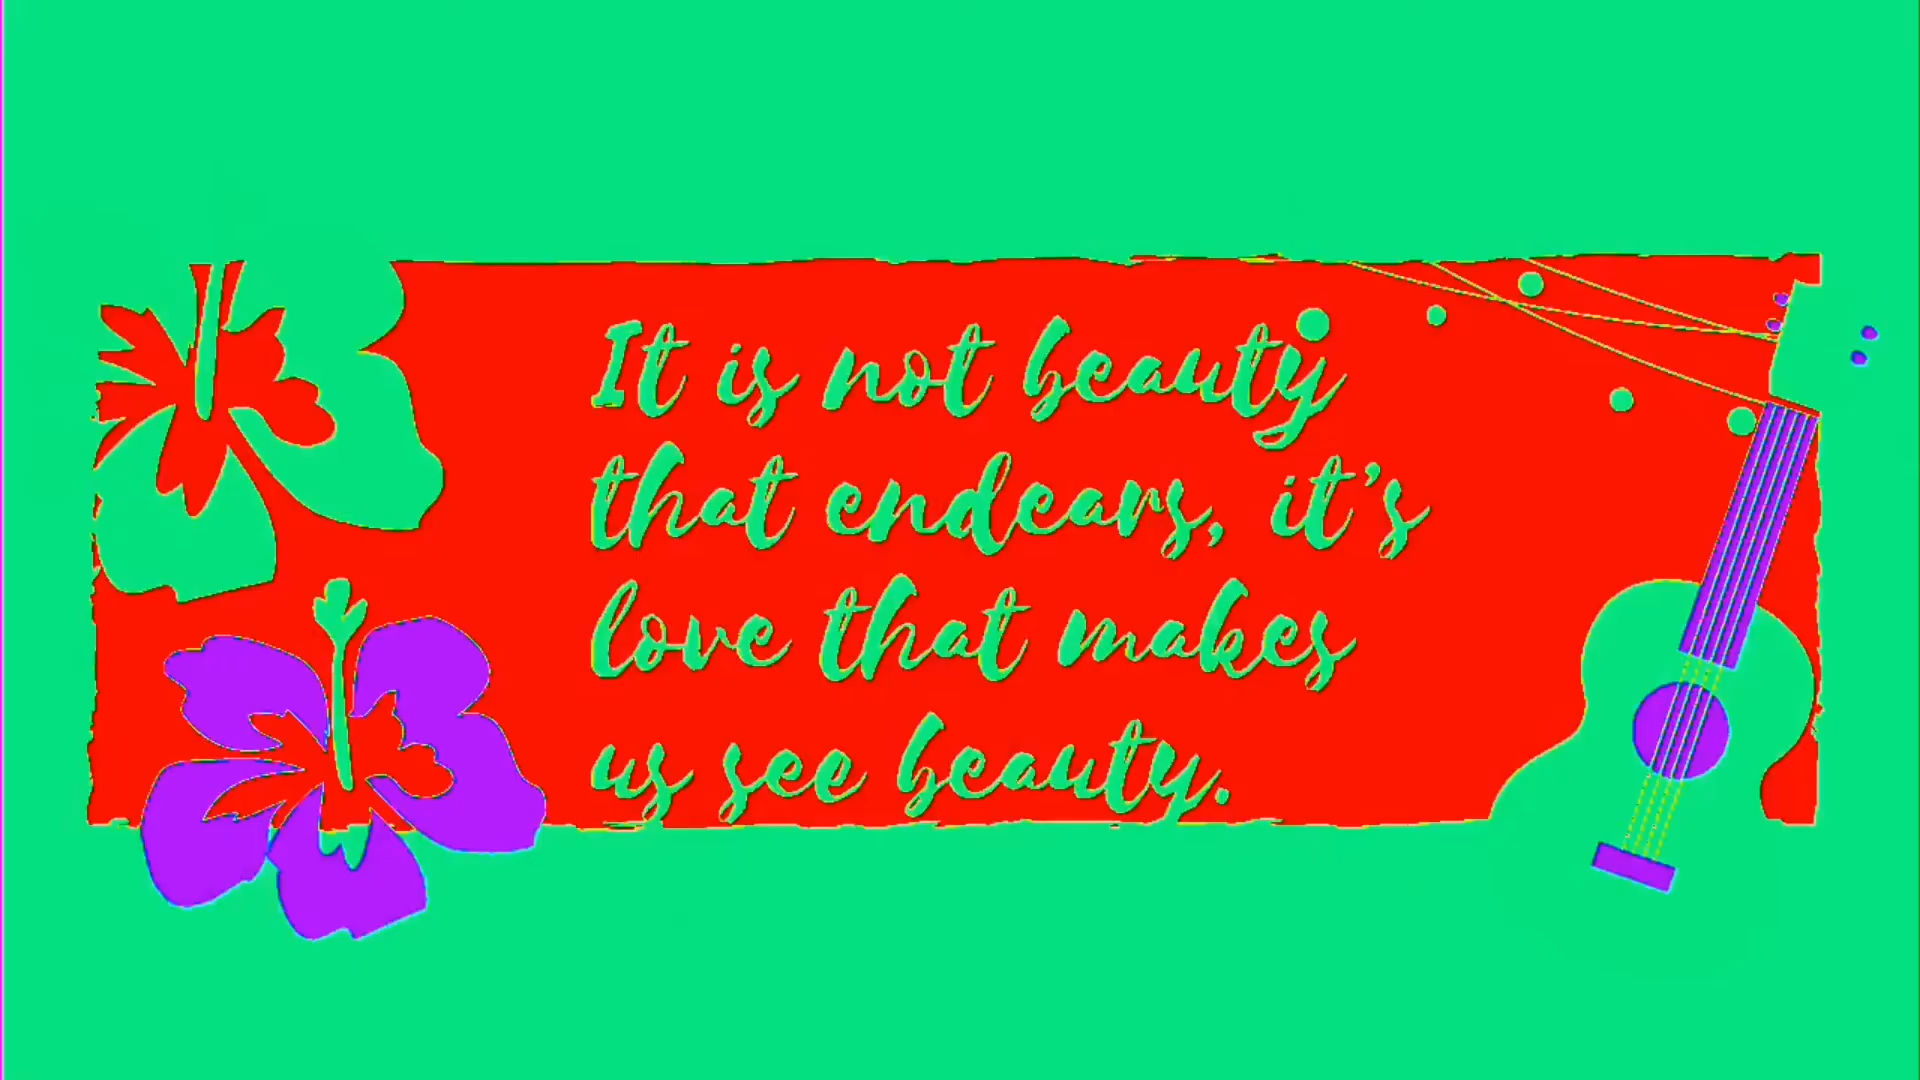 It is not beauty
that endears, it's
love that makes
us see beauty.